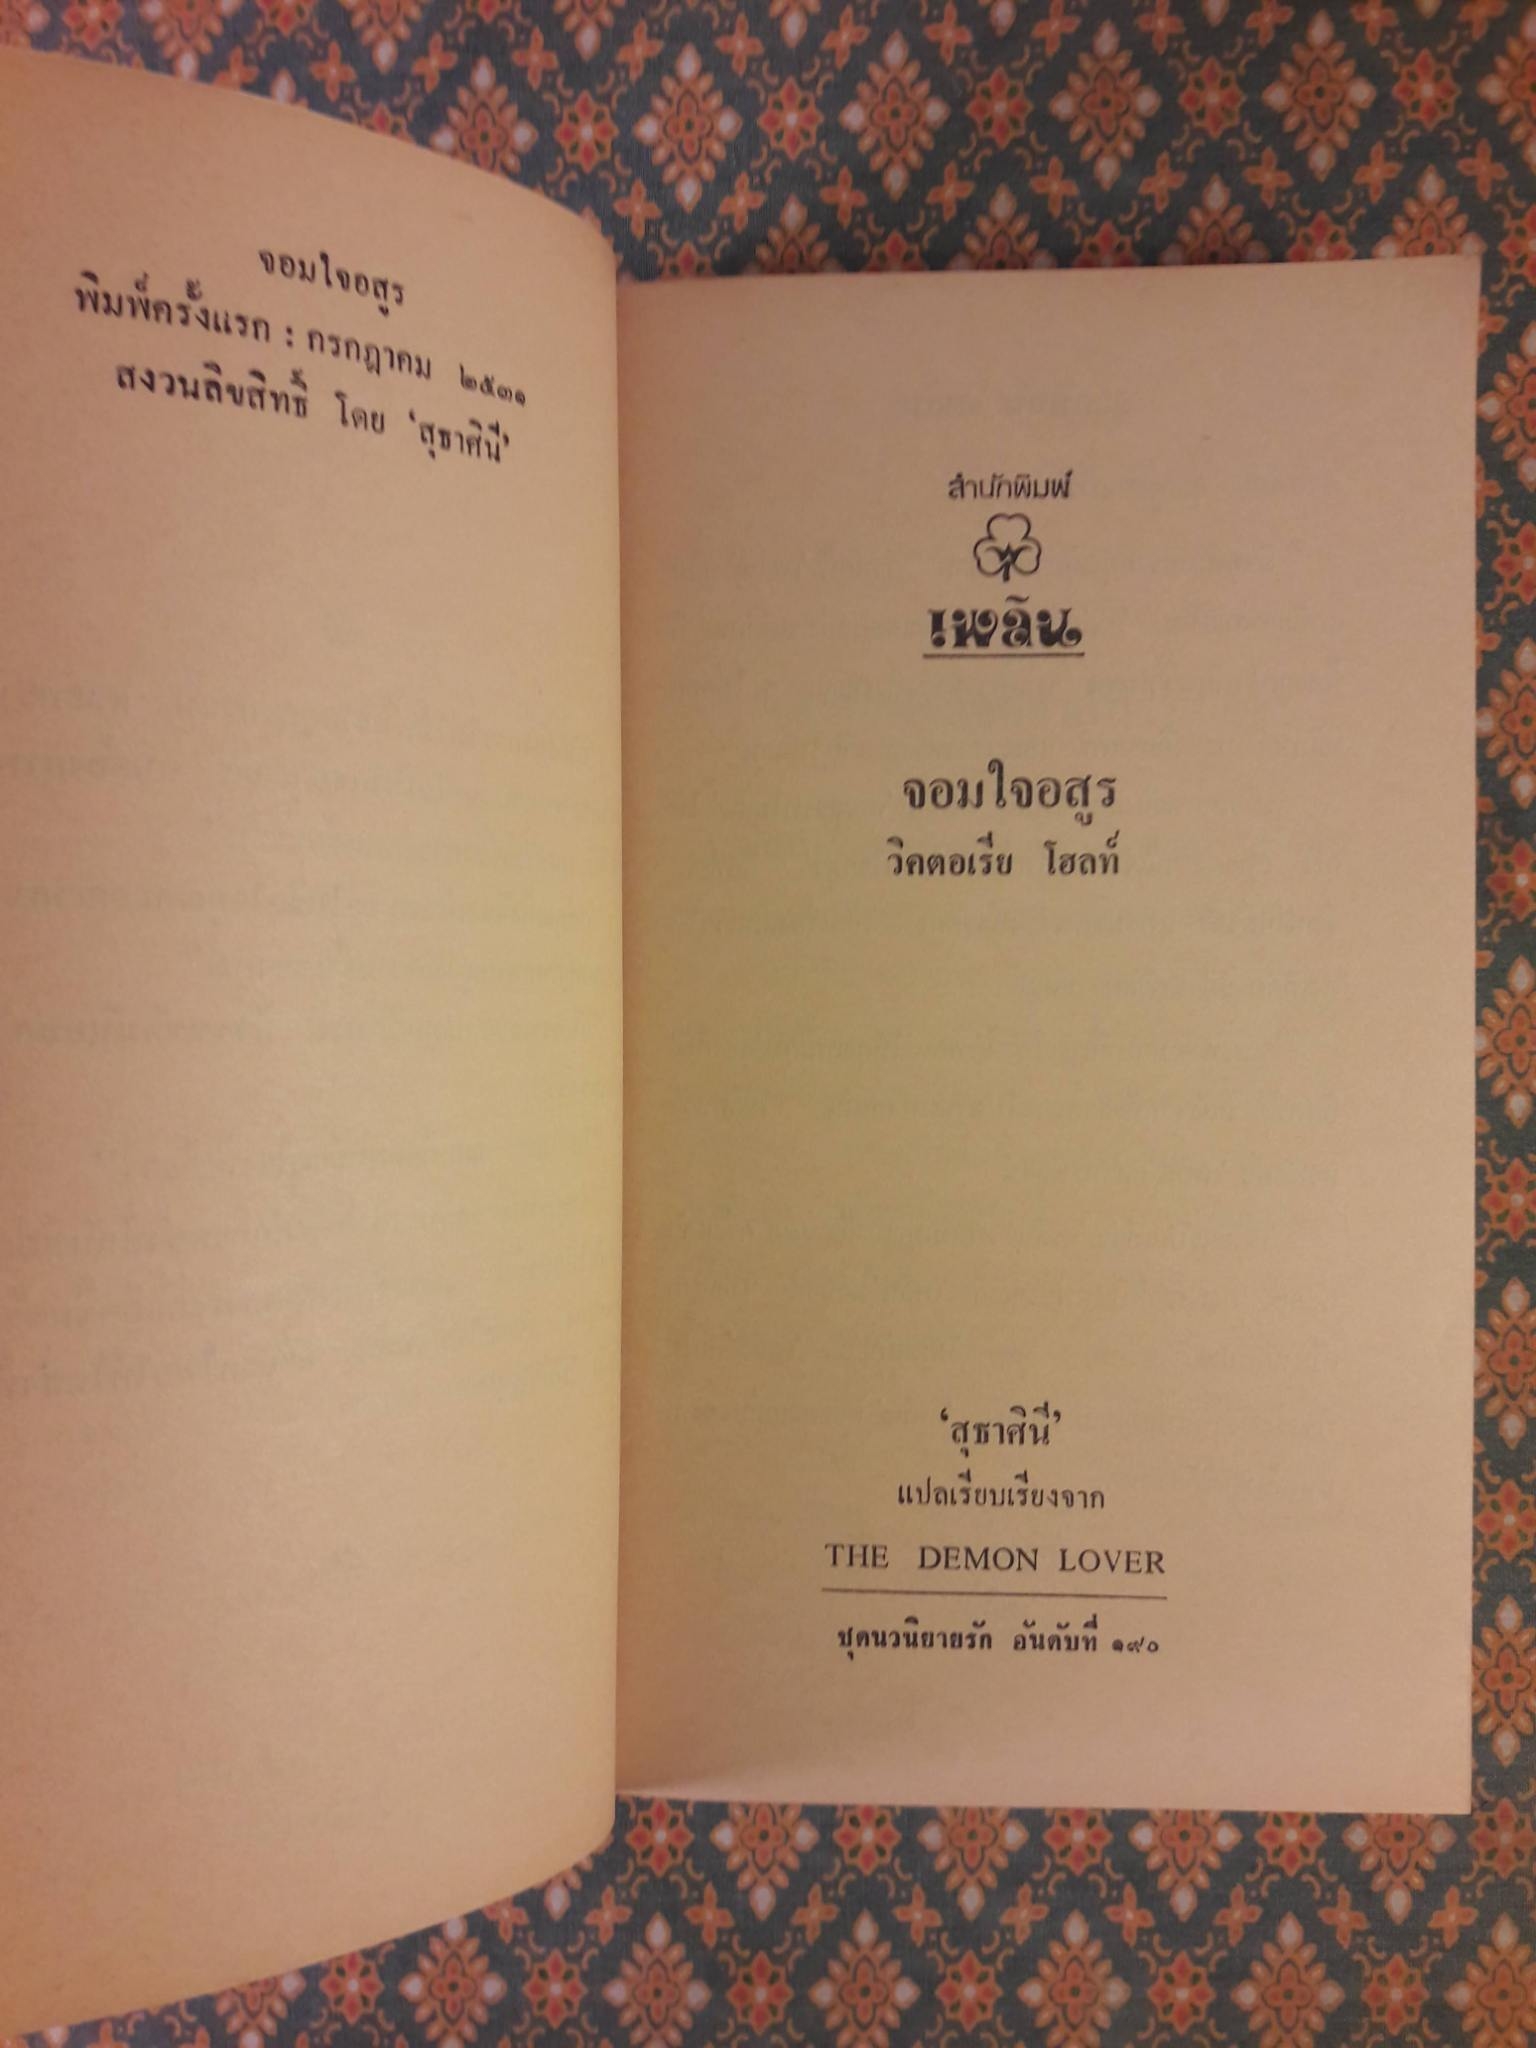 จอมใจอสูร
พิมพ์ครั้งแรก : กรกฎาคม ๒๕๓๑
สงวนลิขสิทธิ์ โดย ‘สุธาศินี’
สำนักพิมพ์
เพลิน
จอมใจอสูร
วิคตอเรีย โฮลท์
‘สุธาศินี’
แปลเรียบเรียงจาก
THE DEMON LOVER
ชุดนวนิยายรัก อันดับที่ ๑๙๐